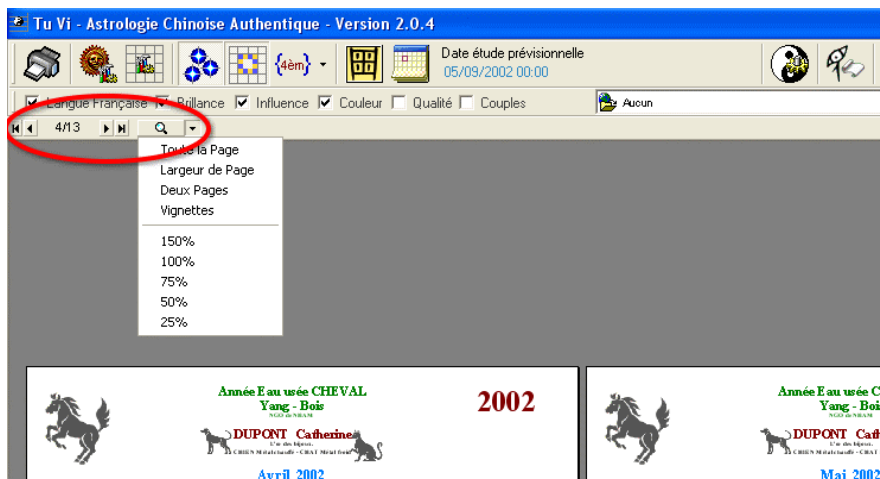 Tu Vi - Astrologie Chinoise Authentique - Version 2.0.4
{4èm}
Date étude prévisionnelle
05/09/2002 00:00
Langue Française Brillance Influence Couleur Qualité Couples Aucun
4/13
Toute la Page
Largeur de Page
Deux Pages
Vignettes
150%
100%
75%
50%
25%
Année Eau usée CHEVAL
Yang - Bois
2002
DUPONT Catherine
Avril 2002
Année Eau usée C
Yang - Boi
DUPONT Cath
Mai 2002